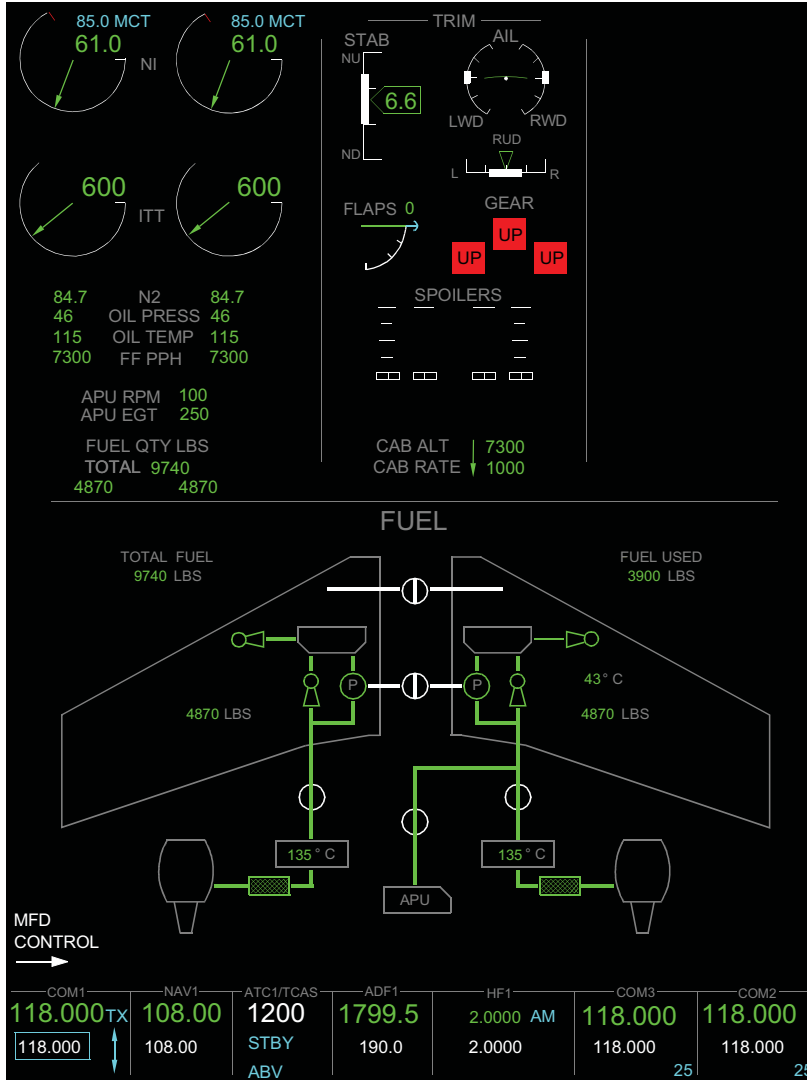 85.0 MCT 85.0 MCT
61.0 NI 61.0
600 ITT 600
84.7 N2 84.7
46 OIL PRESS 46
115 OIL TEMP 115
7300 FF PPH 7300
APU RPM 100
APU EGT 250
FUEL QTY LBS
TOTAL 9740
4870 4870
TRIM
STAB
NU
6.6
ND
AIL
LWD RWD
RUD
L R
FLAPS 0
GEAR
UP
UP UP
SPOILERS
CAB ALT 7300
CAB RATE 1000
FUEL
TOTAL FUEL
9740 LBS
FUEL USED
3900 LBS
P P
43° C
4870 LBS 4870 LBS
135° C 135° C
APU
MFD
CONTROL
COM1 NAV1 ATC1/TCAS ADF1 HF1 COM3 COM2
118.000TX 108.00 1200 1799.5 2.0000 AM 118.000 118.000
118.000 108.00 STBY 190.0 2.0000 118.000 118.000
ABV 25 25